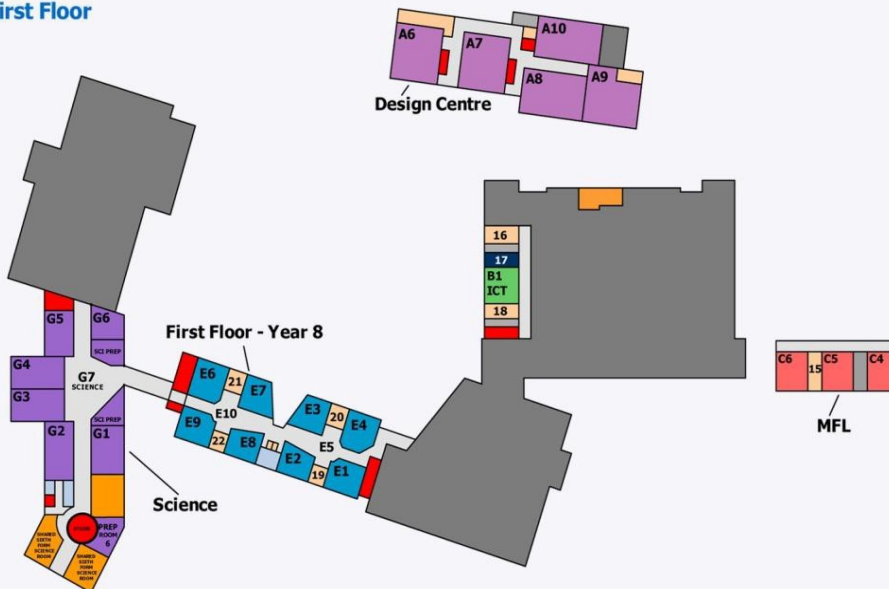 irst Floor
A6
A7
A10
A8
A9
Design Centre
16
17
B1
ICT
18
G5
G6
SCI PREP
G4
G7
SCIENCE
G3
SCI PREP
G2
G1
First Floor - Year 8
E6
21
E7
E10
E9
22
E8
E3
20
E4
E5
E2
19
E1
C6
15
C5
C4
MFL
Science
PREP
ROOM
6
SHARED
SIXTH
FORM
SCIENCE
ROOM
SHARED
SIXTH
FORM
SCIENCE
ROOM